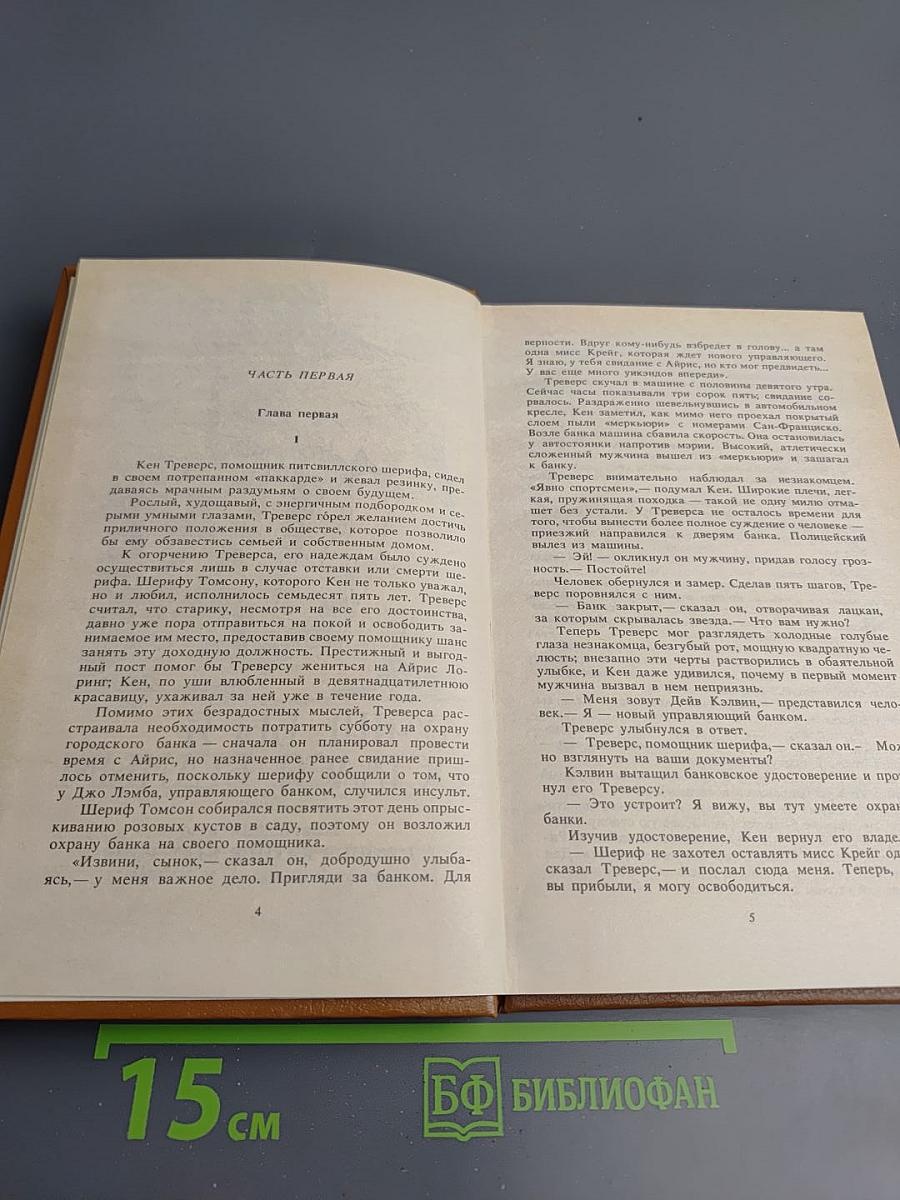 ЧАСТЬ ПЕРВАЯ
Глава первая
I
Кен Треверс, помощник питсвиллского шерифа, сидел
в своем потрепанном «паккарде» и жевал резинку, пре-
даваясь мрачным раздумьям о своем будущем.
Рослый, худощавый, с энергичным подбородком и се-
рыми умными глазами, Треверс го́рел желанием достичь
приличного положения в обществе, которое позволило
бы ему обзавестись семьей и собственным домом.
К огорчению Треверса, его надеждам было суждено
осуществиться лишь в случае отставки или смерти ше-
рифа. Шерифу Томсону, которого Кен не только уважал,
но и любил, исполнилось семьдесят пять лет. Треверс
считал, что старику, несмотря на все его достоинства,
давно уже пора отправиться на покой и освободить за-
нимаемое им место, предоставив своему помощнику шанс
занять эту доходную должность. Престижный и выгод-
ный пост помог бы Треверсу жениться на Айрис Ло-
ринг; Кен, по уши влюбленный в девятнадцатилетнюю
красавицу, ухаживал за ней уже в течение года.
Помимо этих безрадостных мыслей, Треверса рас-
страивала необходимость потратить субботу на охрану
городского банка — сначала он планировал провести
время с Айрис, но назначенное ранее свидание приш-
лось отменить, поскольку шерифу сообщили о том, что
у Джо Лэмба, управляющего банком, случился инсульт.
Шериф Томсон собирался посвятить этот день опрыс-
киванию розовых кустов в саду, поэтому он возложил
охрану банка на своего помощника.
«Извини, сынок,— сказал он, добродушно улыба-
ясь,— у меня важное дело. Пригляди за банком. Для
4
верности. Вдруг кому-нибудь взбредет в голову... а там
одна мисс Крейг, которая ждет нового управляющего.
Я знаю, у тебя свидание с Айрис, но кто мог предвидеть...
У вас еще много уикэндов впереди».
Треверс скучал в машине с половины девятого утра.
Сейчас часы показывали три сорок пять; свидание со-
рвалось. Раздраженно шевельнувшись в автомобильном
кресле, Кен заметил, как мимо него проехал покрытый
слоем пыли «меркьюри» с номерами Сан-Франциско.
Возле банка машина сбавила скорость. Она остановилась
у автостоянки напротив мэрии. Высокий, атлетически
сложенный мужчина вышел из «меркьюри» и зашагал
к банку.
Треверс внимательно наблюдал за незнакомцем.
«Явно спортсмен»,— подумал Кен. Широкие плечи, лег-
кая, пружинящая походка — такой не одну милю отма-
шет без устали. У Треверса не осталось времени для
того, чтобы вынести более полное суждение о человеке —
приезжий направился к дверям банка. Полицейский
вылез из машины.
— Эй! — окликнул он мужчину, придав голосу гроз-
ность.— Постойте!
Человек обернулся и замер. Сделав пять шагов, Тре-
верс поровнялся с ним.
— Банк закрыт,— сказал он, отворачивая лацкан,
за которым скрывалась звезда.— Что вам нужно?
Теперь Треверс мог разглядеть холодные голубые
глаза незнакомца, безгубый рот, мощную квадратную че-
люсть; внезапно эти черты растворились в обаятельной
улыбке, и Кен даже удивился, почему в первый момент
мужчина вызвал в нем неприязнь.
— Меня зовут Дейв Кэлвин,— представился чело-
век.— Я — новый управляющий банком.
Треверс улыбнулся в ответ.
— Треверс, помощник шерифа,— сказал он.– Мож
но взглянуть на ваши документы?
Кэлвин вытащил банковское удостоверение и прот
нул его Треверсу.
— Это устроит? Я вижу, вы тут умеете охран
банки.
Изучив удостоверение, Кен вернул его владел
— Шериф не захотел оставлять мисс Крейг од
сказал Треверс,— и послал сюда меня. Теперь,
вы прибыли, я могу освободиться.
5
15 см
БФ БИБЛИОФАН